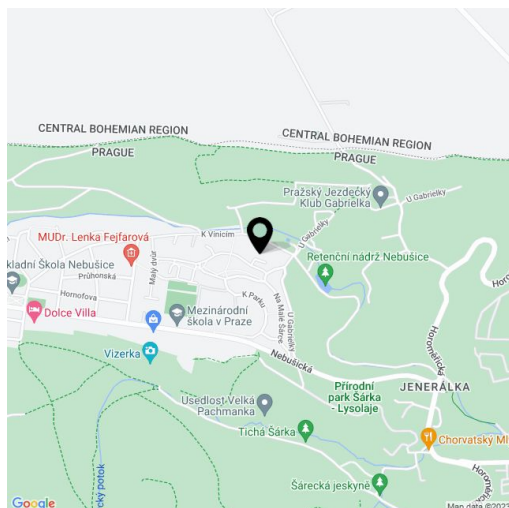 CENTRAL BOHEMIAN REGION
PRAGUE
CENTRAL BOHEMIAN REGION
PRAGUE
Pražský Jezdecký
Klub Gabrielka
U Gabrielky
K Vinicím
U Gabrielky
MUDr. Lenka Fejfarová
Malý dvůr
Retenční nádrž Nebušice
kladní Škola Nebušice
Průhonská
Hornofova
K Parku
Na Malé Šárce
U Gabrielky
Dolce Villa
Mezinárodní
škola v Praze
Horoměřická
Vizerka
Nebušická
Přírodní
park Šárka
- Lysolaje
JENERÁLKA
Usedlost Velká
Pachmanka
Tichá Šárka
Chorvatský Ml
Šárecká jeskyně
Horoměřic
cký potok
Google
Map data ©202